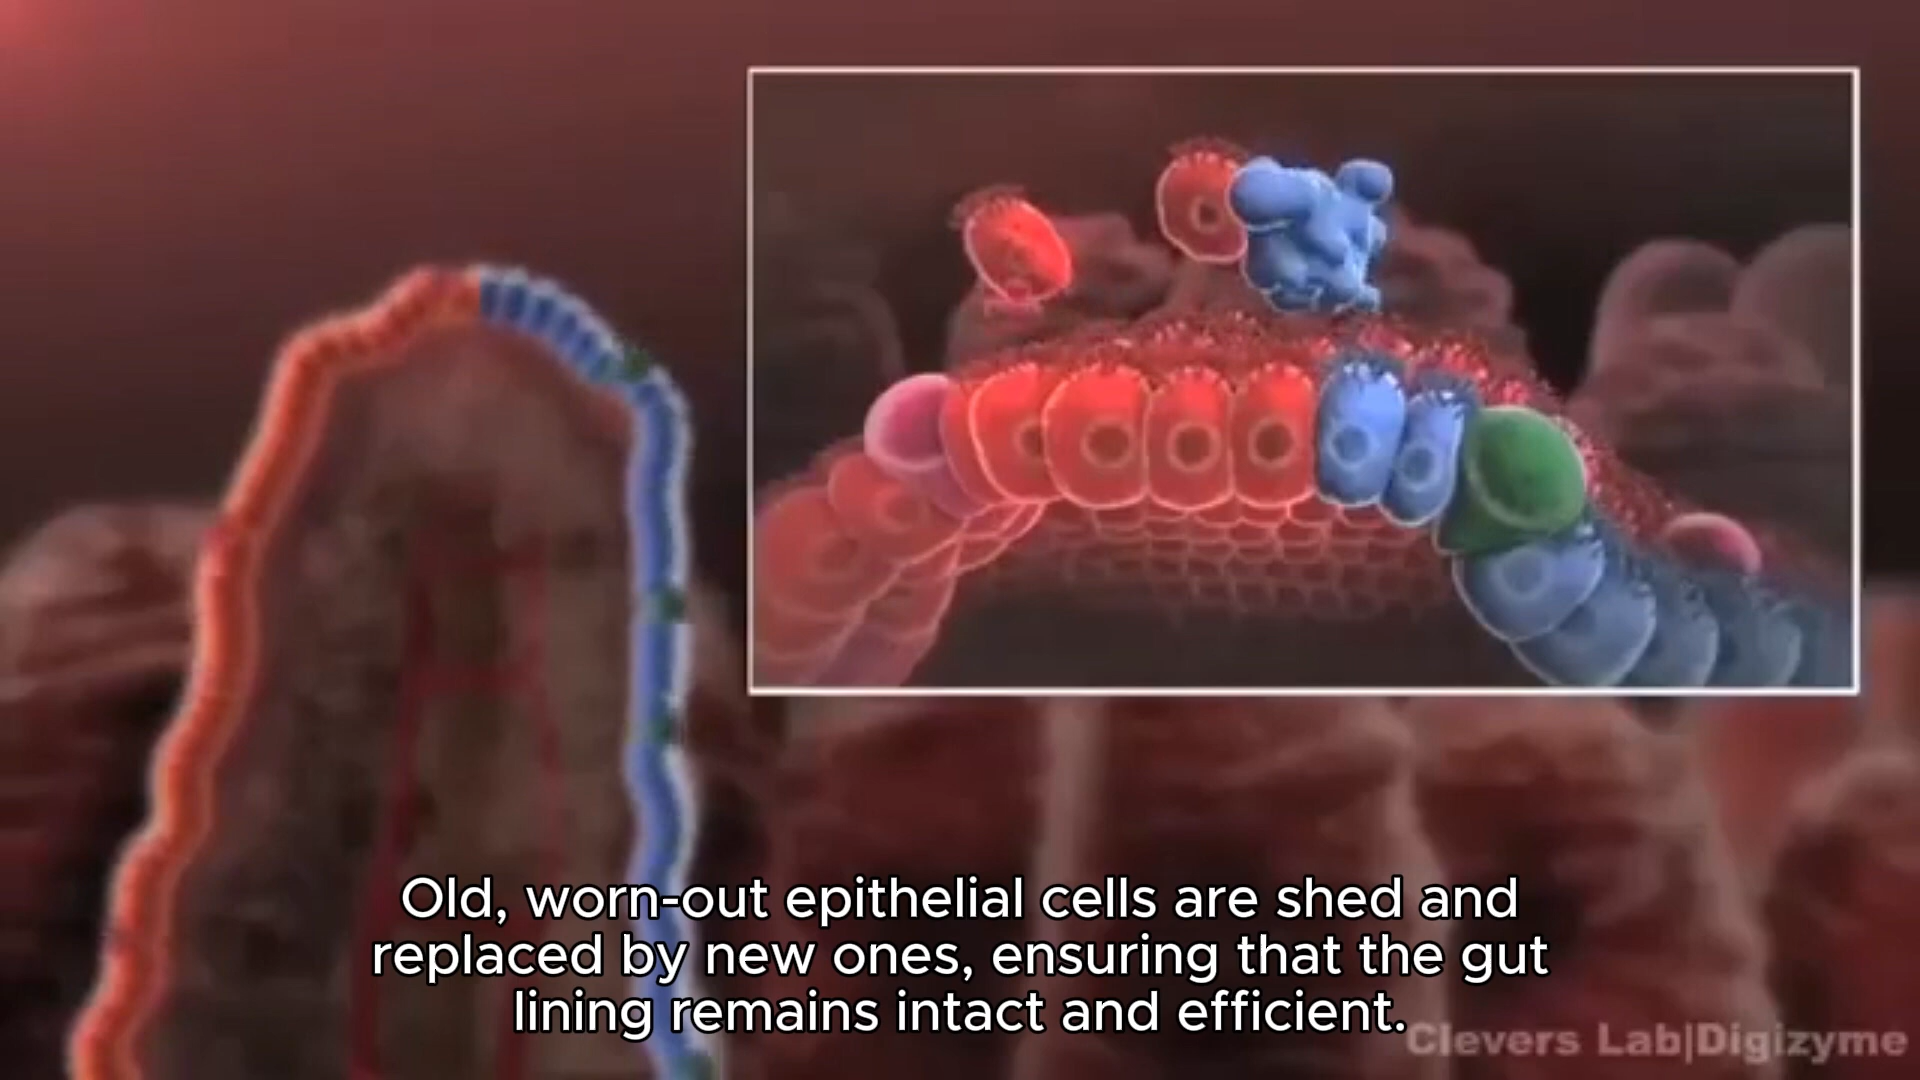 Old, worn-out epithelial cells are shed and
replaced by new ones, ensuring that the gut
lining remains intact and efficient.
Clevers Lab|Digizyme